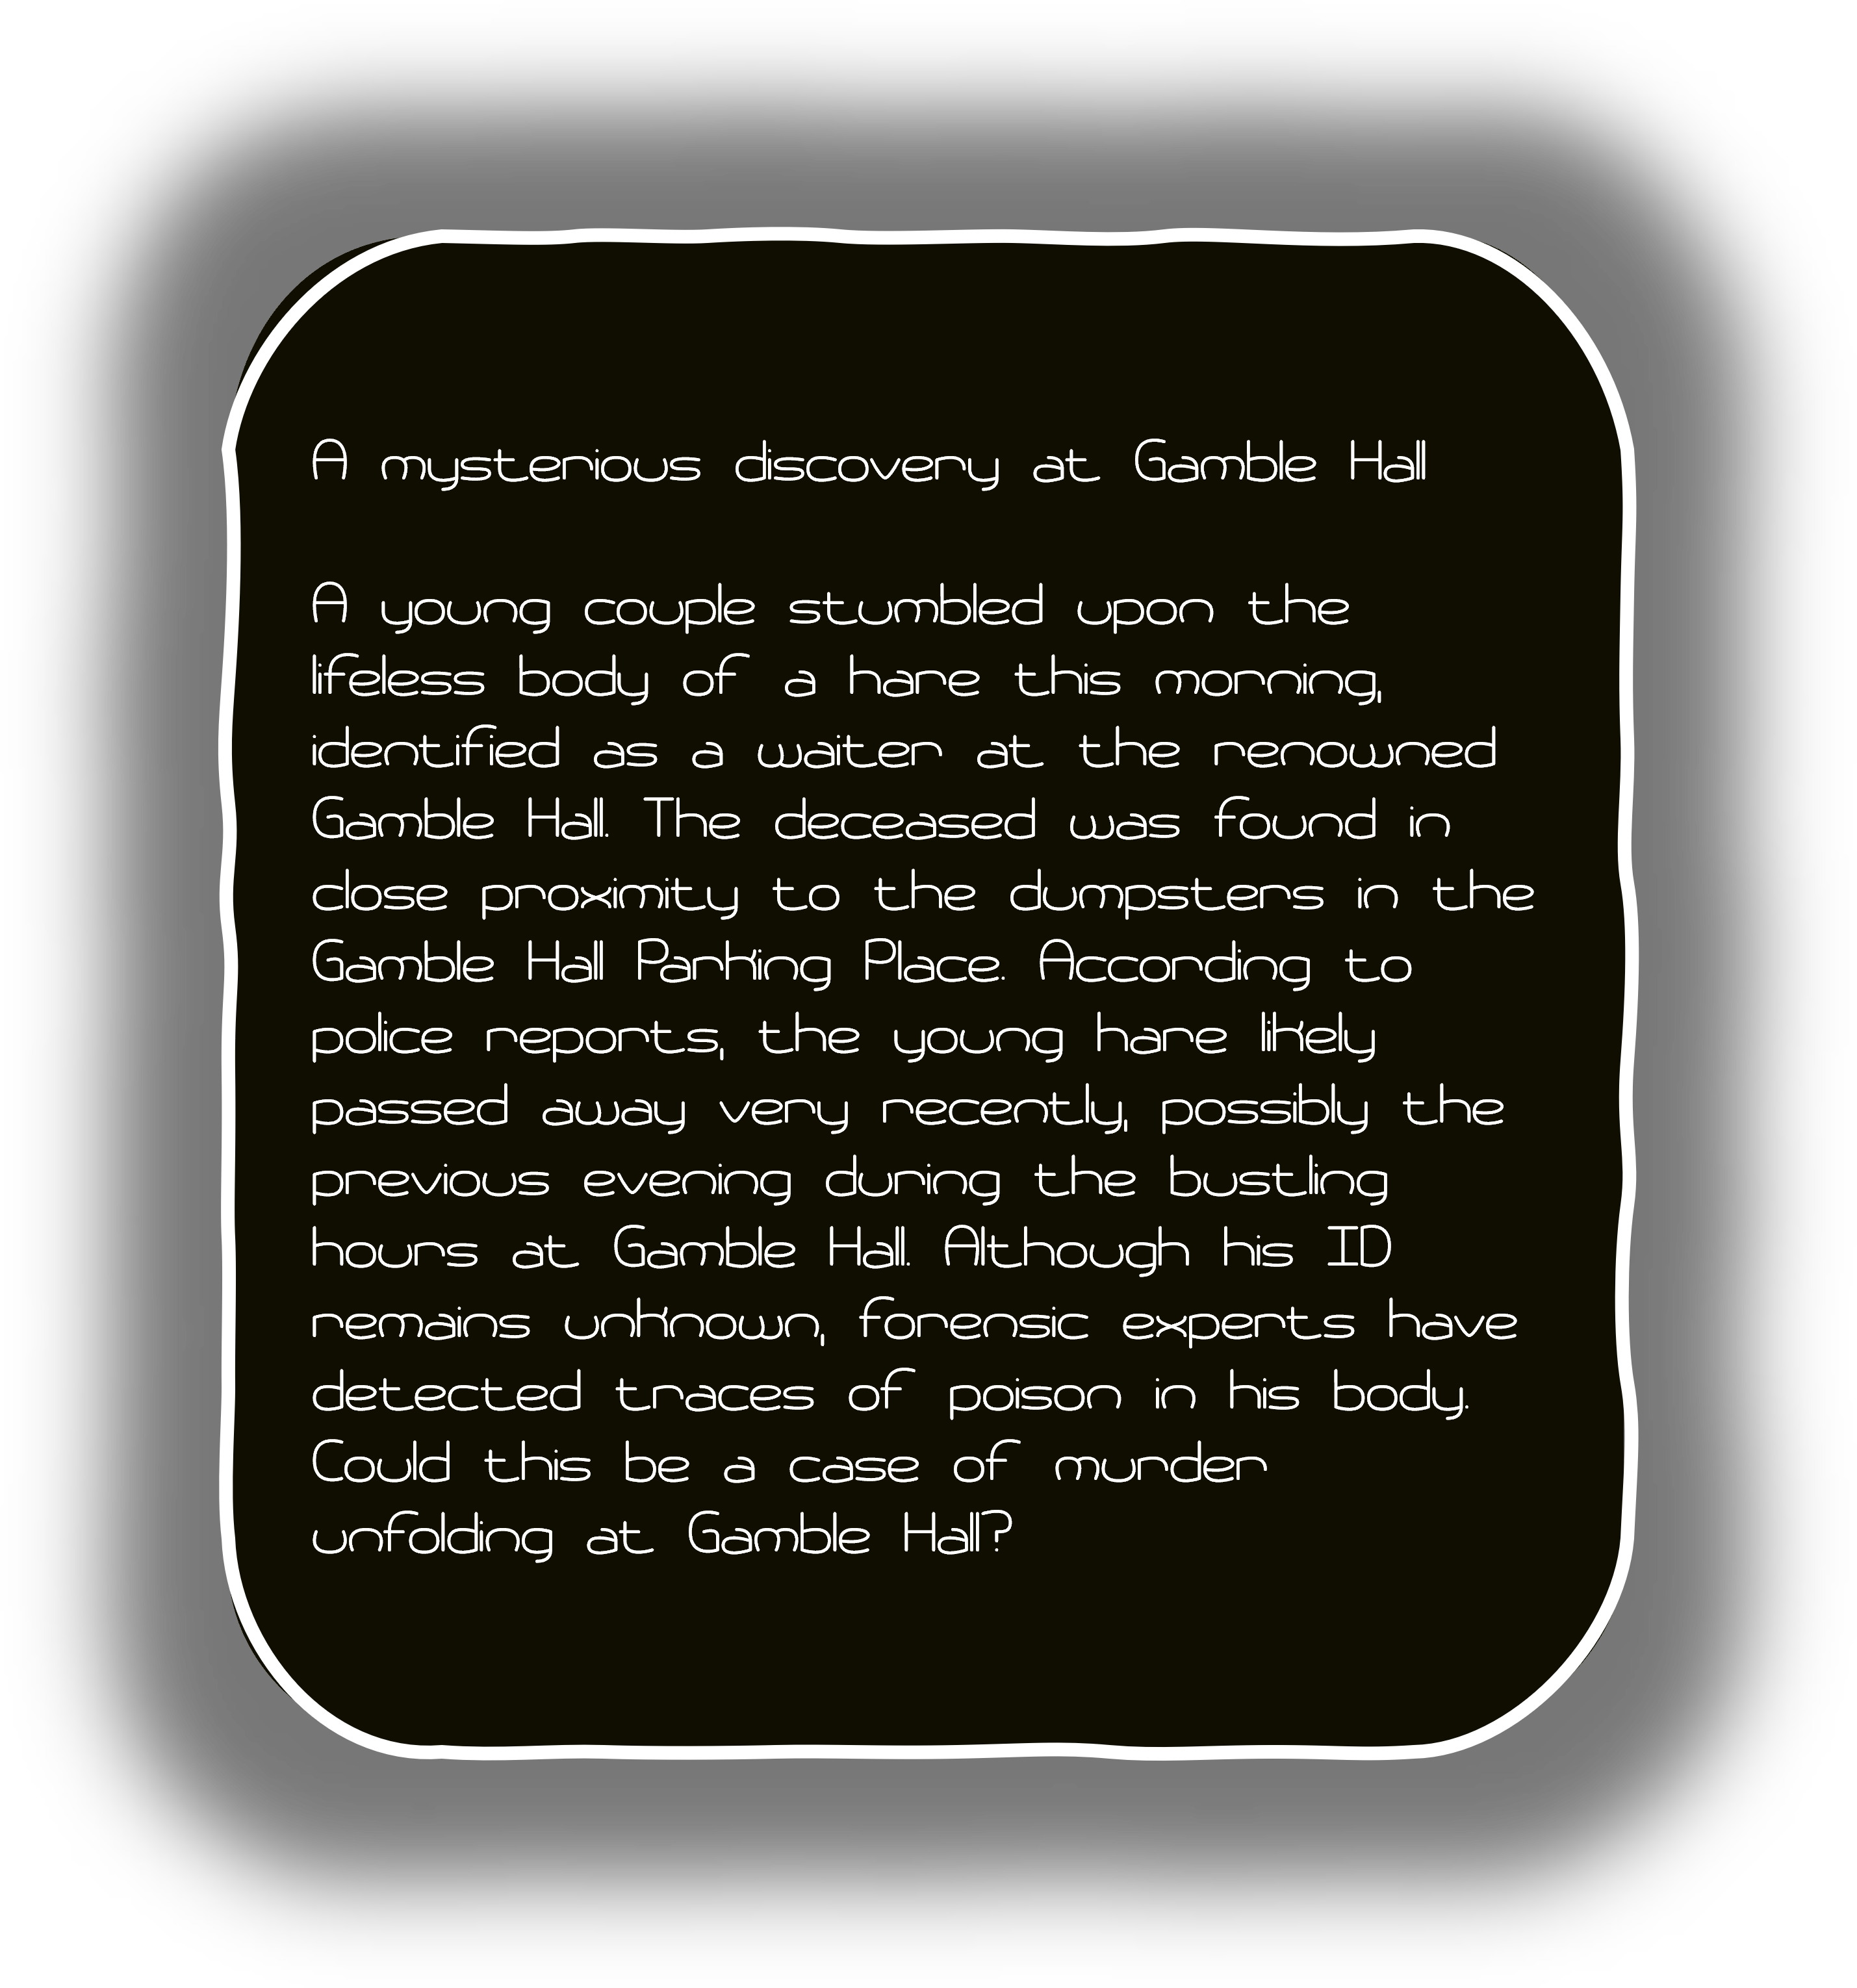 A mysterious discovery at Gamble Hall
A young couple stumbled upon the
lifeless body of a hare this morning,
identified as a waiter at the renowned
Gamble Hall. The deceased was found in
close proximity to the dumpsters in the
Gamble Hall Parking Place. According to
police reports, the young hare likely
passed away very recently, possibly the
previous evening during the bustling
hours at Gamble Hall. Although his ID
remains unknown, forensic experts have
detected traces of poison in his body.
Could this be a case of murder
unfolding at Gamble Hall?